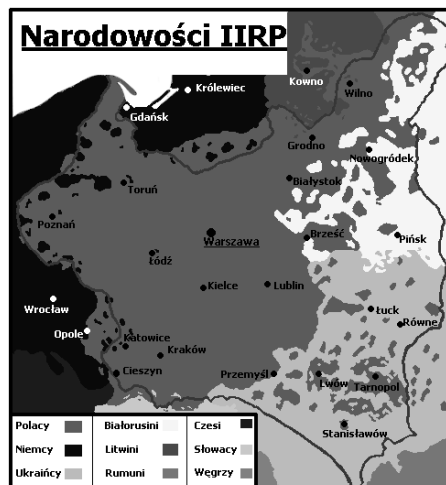 Narodowości IIRP
Królewiec
Kowno
Wilno
Gdańsk
Grodno
Nowogródek
Białystok
Toruń
Poznań
Warszawa
Brześć
Pińsk
Łódź
Kielce
Lublin
Wrocław
Łuck
Równe
Opole
Katowice
Kraków
Cieszyn
Przemyśl
Lwów
Tarnopol
Stanisławów
Polacy Białorusini Czesi
Niemcy Litwini Słowacy
Ukraińcy Rumuni Węgrzy